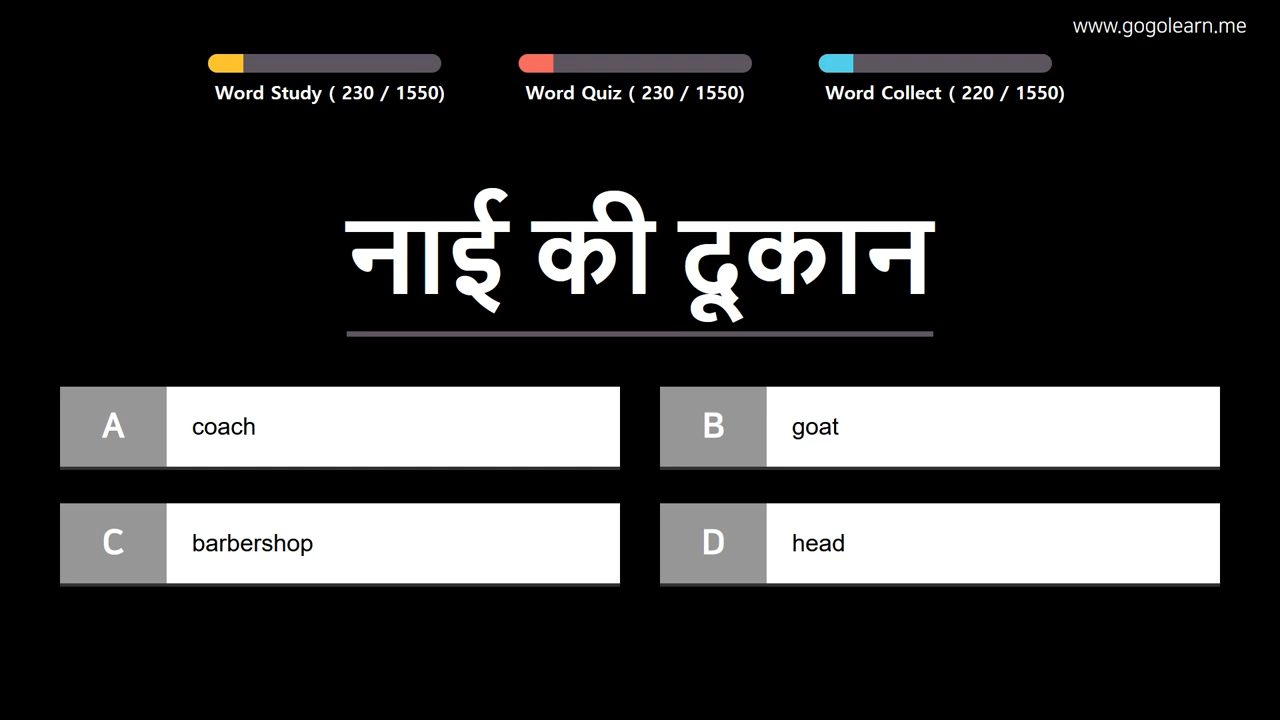 www.gogolearn.me
Word Study ( 230 / 1550)
Word Quiz ( 230 / 1550)
Word Collect ( 220 / 1550)
नाई की दूकान
A coach
B goat
C barbershop
D head